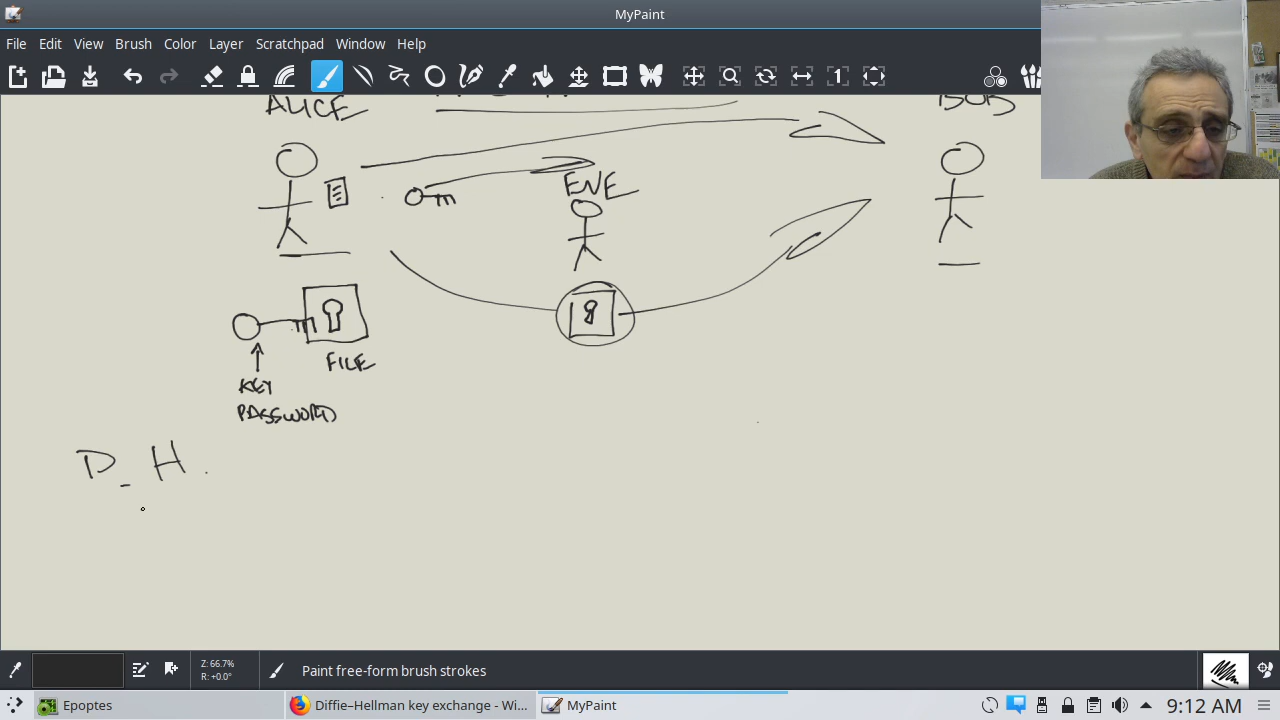 MyPaint
File Edit View Brush Color Layer Scratchpad Window Help
ALICE
BOB
EVE
FILE
KEY
PASSWORD
D-H.
Z: 66.7%
R: +0.0°
Paint free-form brush strokes
Epoptes
Diffie–Hellman key exchange - Wi...
MyPaint
9:12 AM